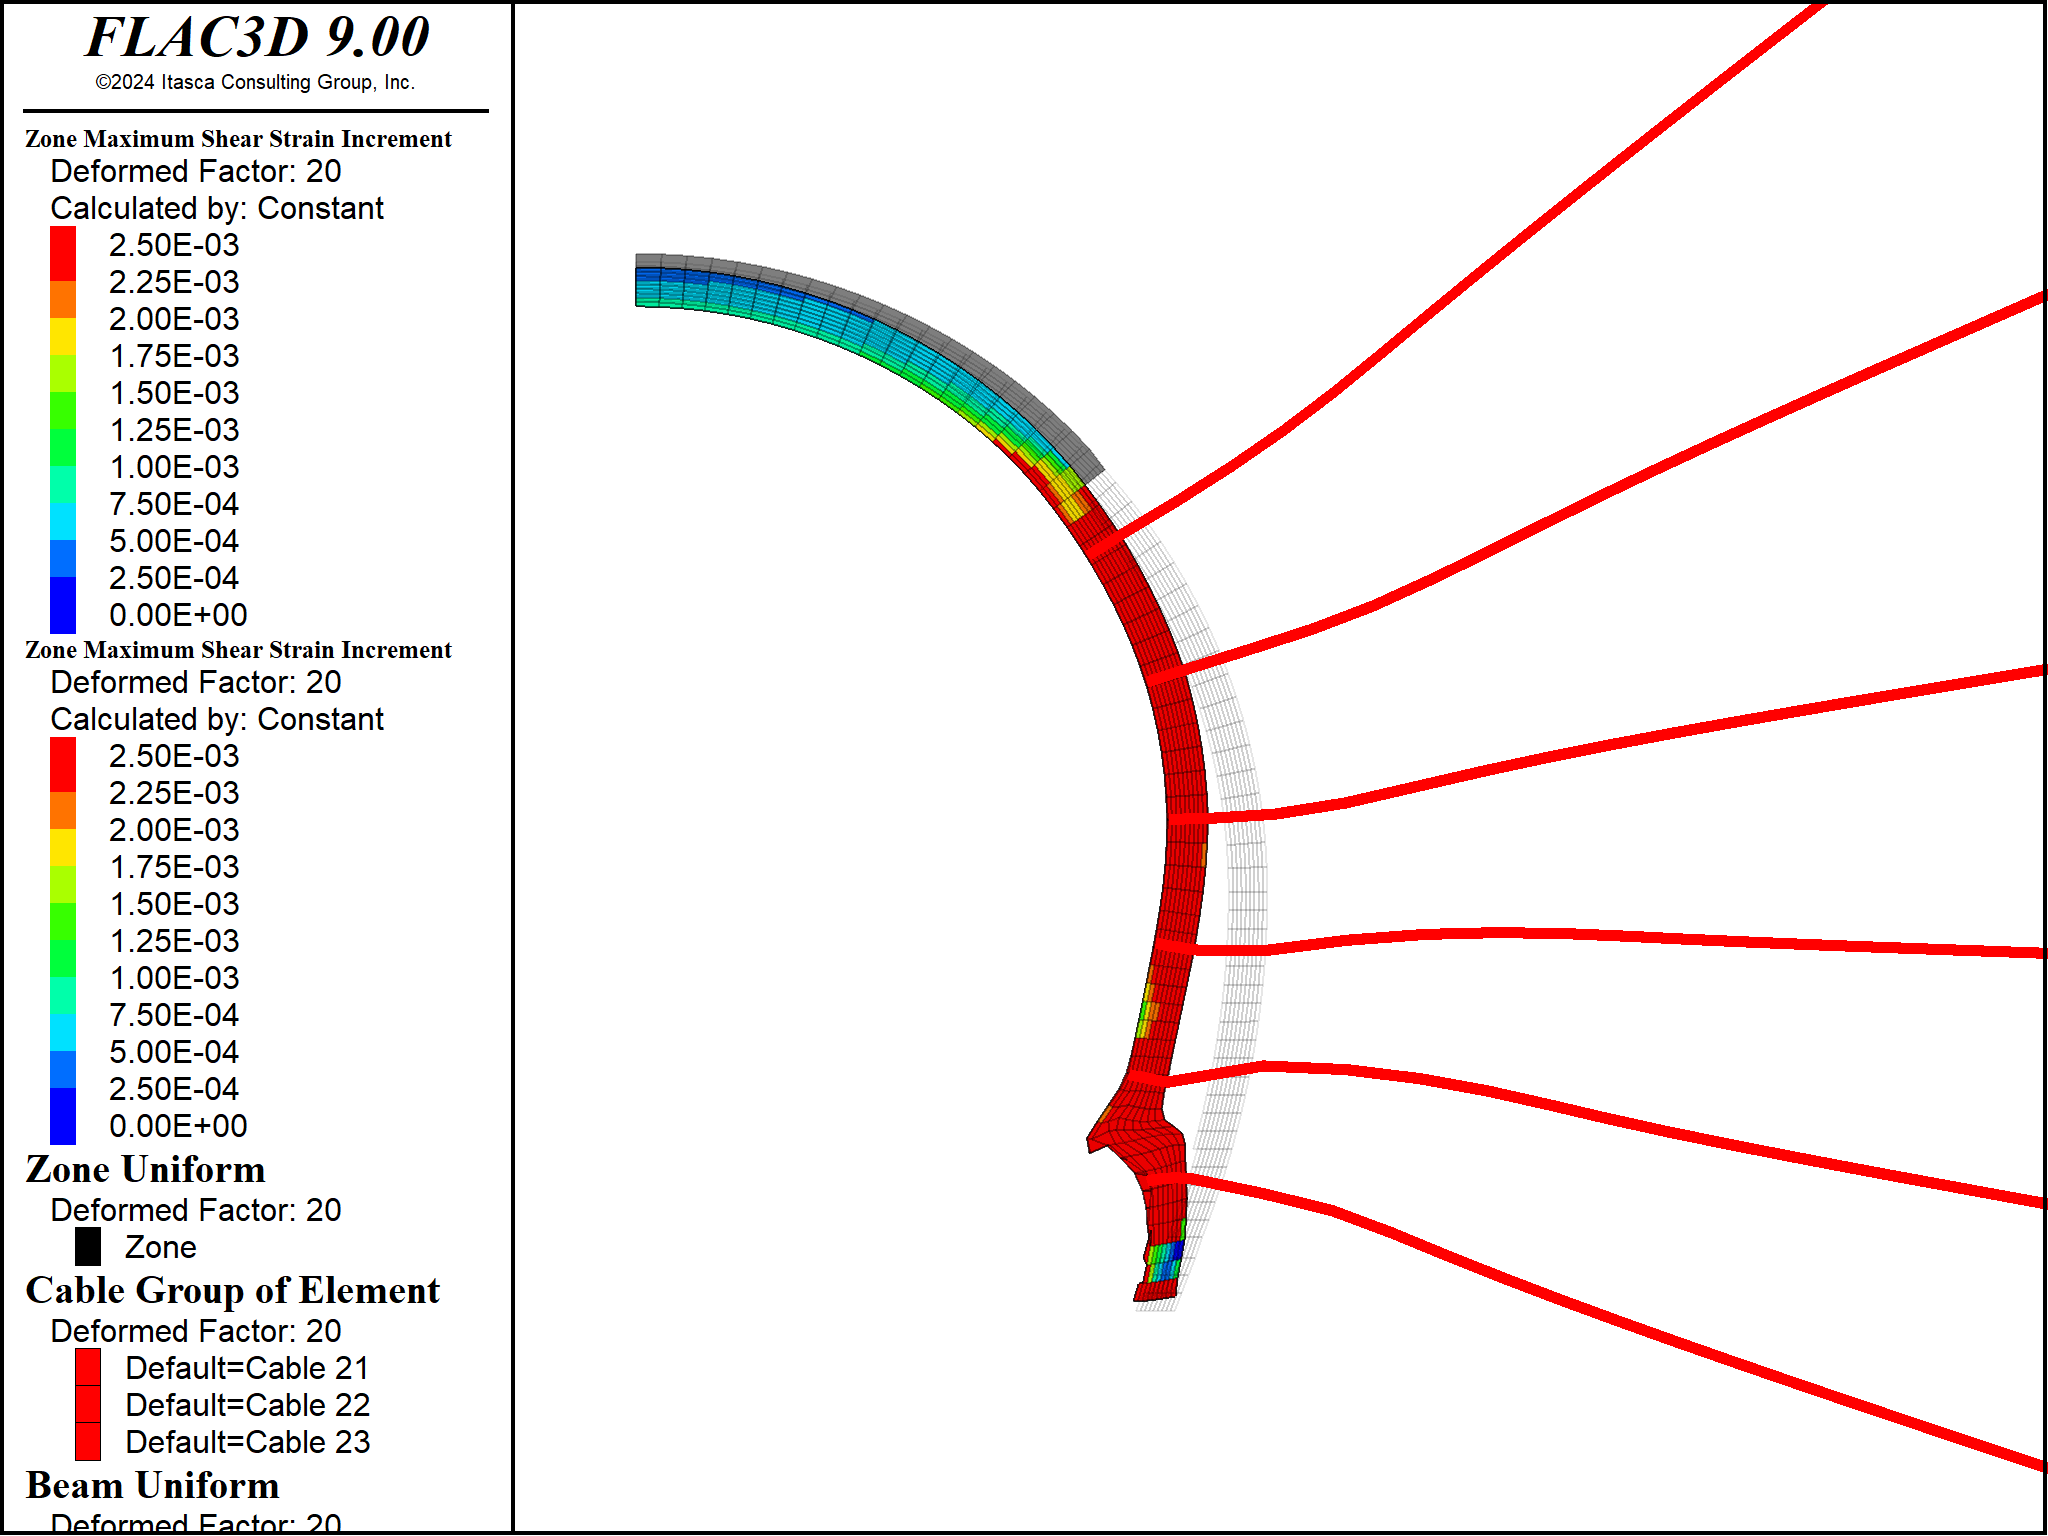 FLAC3D 9.00
©2024 Itasca Consulting Group, Inc.
Zone Maximum Shear Strain Increment
Deformed Factor: 20
Calculated by: Constant
2.50E-03
2.25E-03
2.00E-03
1.75E-03
1.50E-03
1.25E-03
1.00E-03
7.50E-04
5.00E-04
2.50E-04
0.00E+00
Zone Maximum Shear Strain Increment
Deformed Factor: 20
Calculated by: Constant
2.50E-03
2.25E-03
2.00E-03
1.75E-03
1.50E-03
1.25E-03
1.00E-03
7.50E-04
5.00E-04
2.50E-04
0.00E+00
Zone Uniform
Deformed Factor: 20
Zone
Cable Group of Element
Deformed Factor: 20
Default=Cable 21
Default=Cable 22
Default=Cable 23
Beam Uniform
Deformed Factor: 20